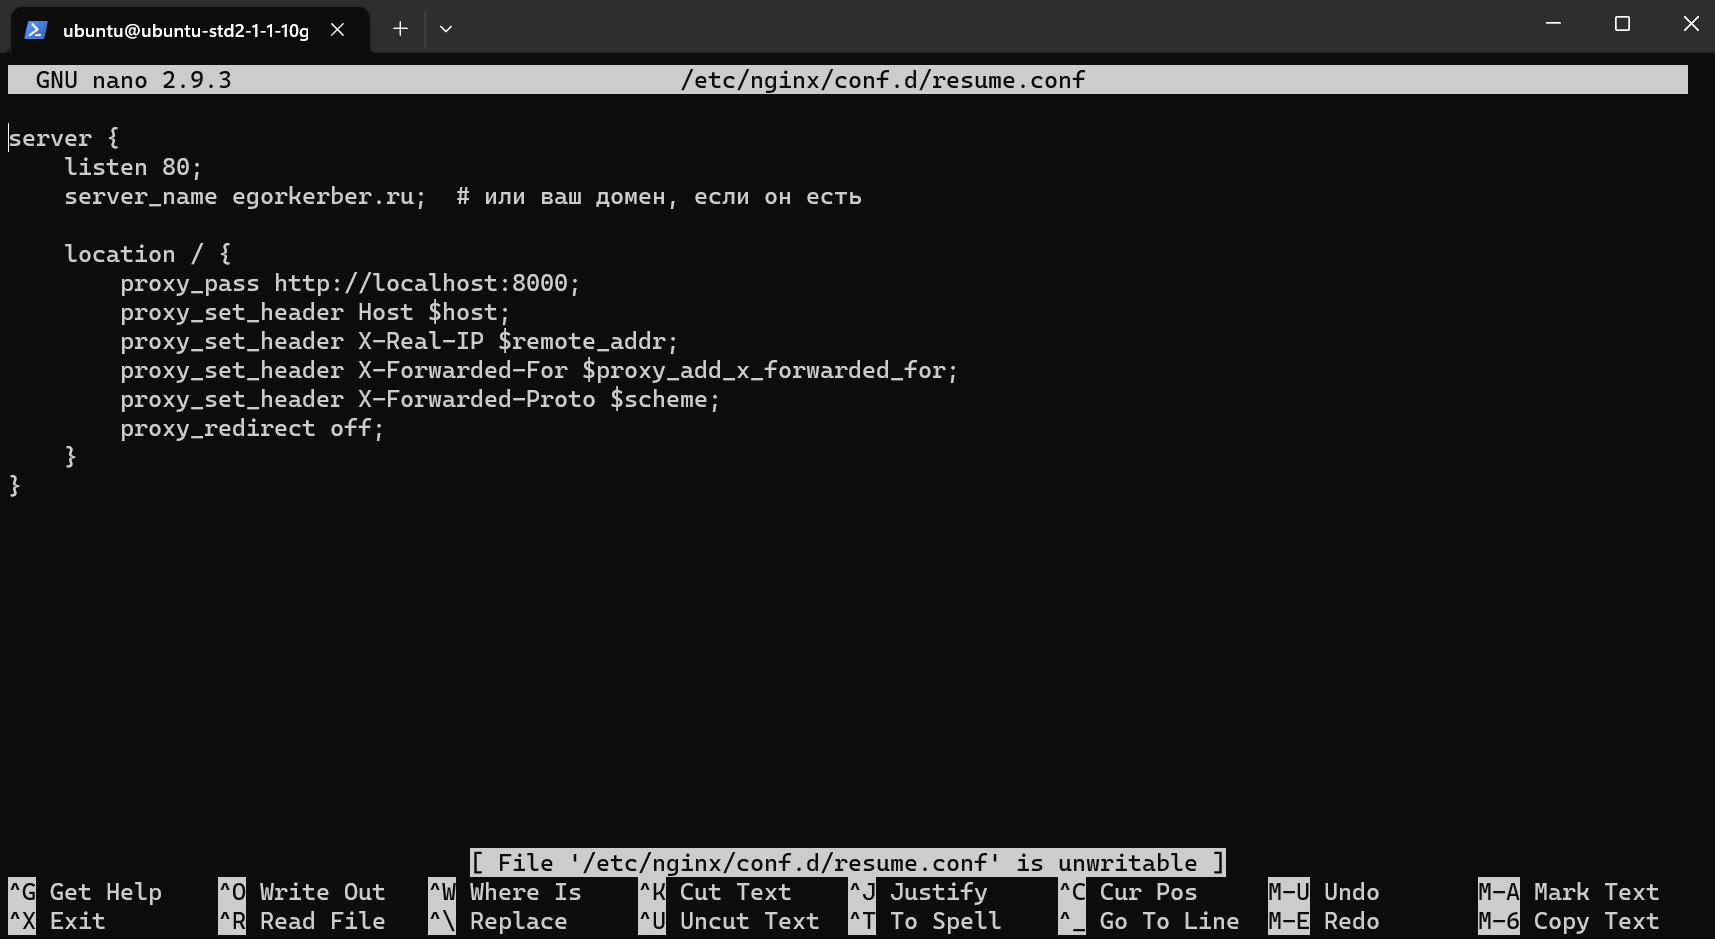 ubuntu@ubuntu-std2-1-1-10g
GNU nano 2.9.3 /etc/nginx/conf.d/resume.conf
server {
    listen 80;
    server_name egorkerber.ru;  # или ваш домен, если он есть
    location / {
        proxy_pass http://localhost:8000;
        proxy_set_header Host $host;
        proxy_set_header X-Real-IP $remote_addr;
        proxy_set_header X-Forwarded-For $proxy_add_x_forwarded_for;
        proxy_set_header X-Forwarded-Proto $scheme;
        proxy_redirect off;
    }
}
[ File '/etc/nginx/conf.d/resume.conf' is unwritable ]
^G Get Help ^O Write Out ^W Where Is ^K Cut Text ^J Justify ^C Cur Pos M-U Undo M-A Mark Text
^X Exit ^R Read File ^\ Replace ^U Uncut Text ^T To Spell ^_ Go To Line M-E Redo M-6 Copy Text